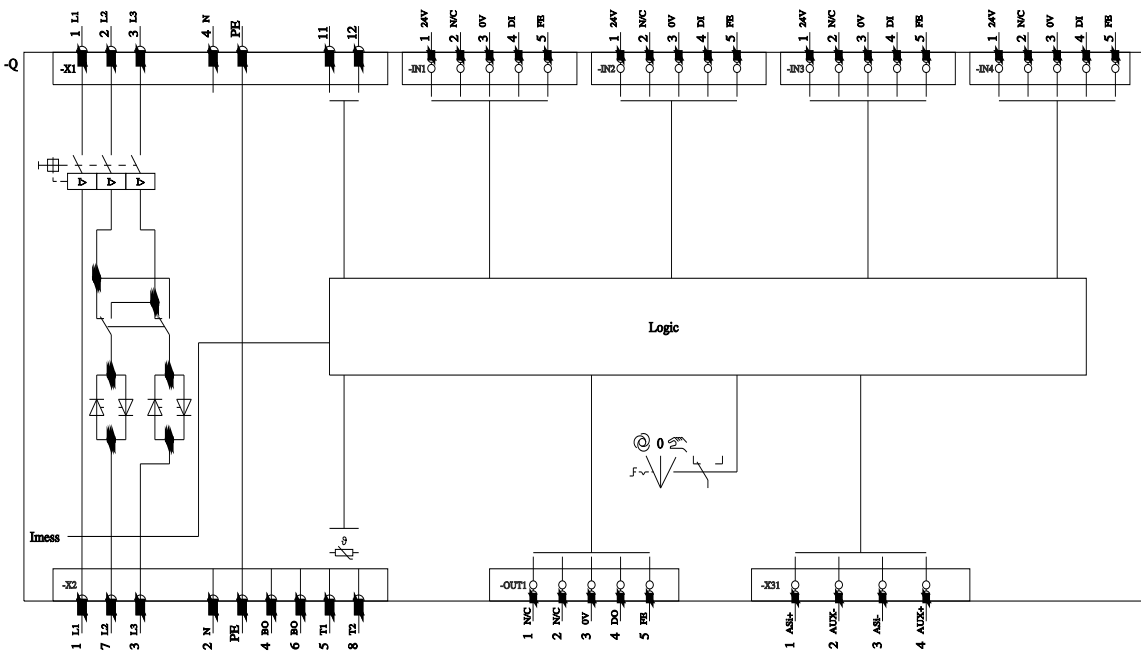 1 L1
2 L2
3 L3
4 N
PE
11
12
1 24V
2 N/C
3 0V
4 DI
5 FE
1 24V
2 N/C
3 0V
4 DI
5 FE
1 24V
2 N/C
3 0V
4 DI
5 FE
1 24V
2 N/C
3 0V
4 DI
5 FE
-Q
-X1
-IN1
-IN2
-IN3
-IN4
Logic
0
Imess
ϑ
-X2
-OUT1
-X31
1 L1
7 L2
3 L3
2 N
PE
4 BO
6 BO
5 T1
8 T2
1 N/C
2 N/C
3 0V
4 DO
5 FE
1 ASi+
2 AUX-
3 ASi-
4 AUX+